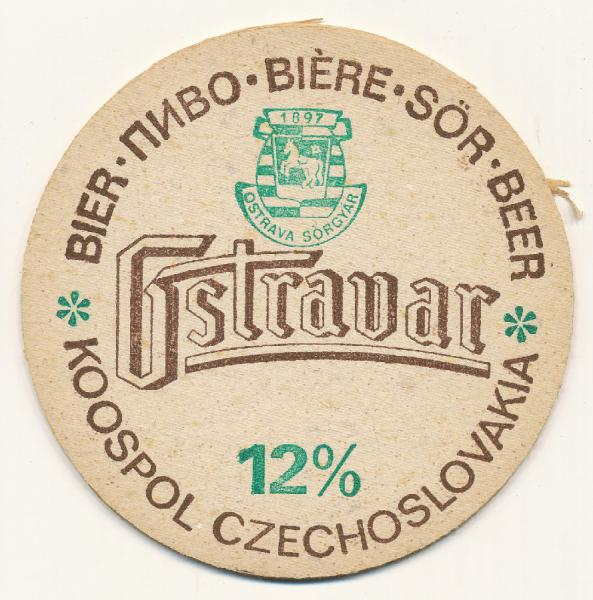 BIER · ПИВО · BIÈRE · SÖR · BEER
1897
OSTRAVA SÖRGYÁR
Ostravar
12%
* KOOSPOL CZECHOSLOVAKIA *